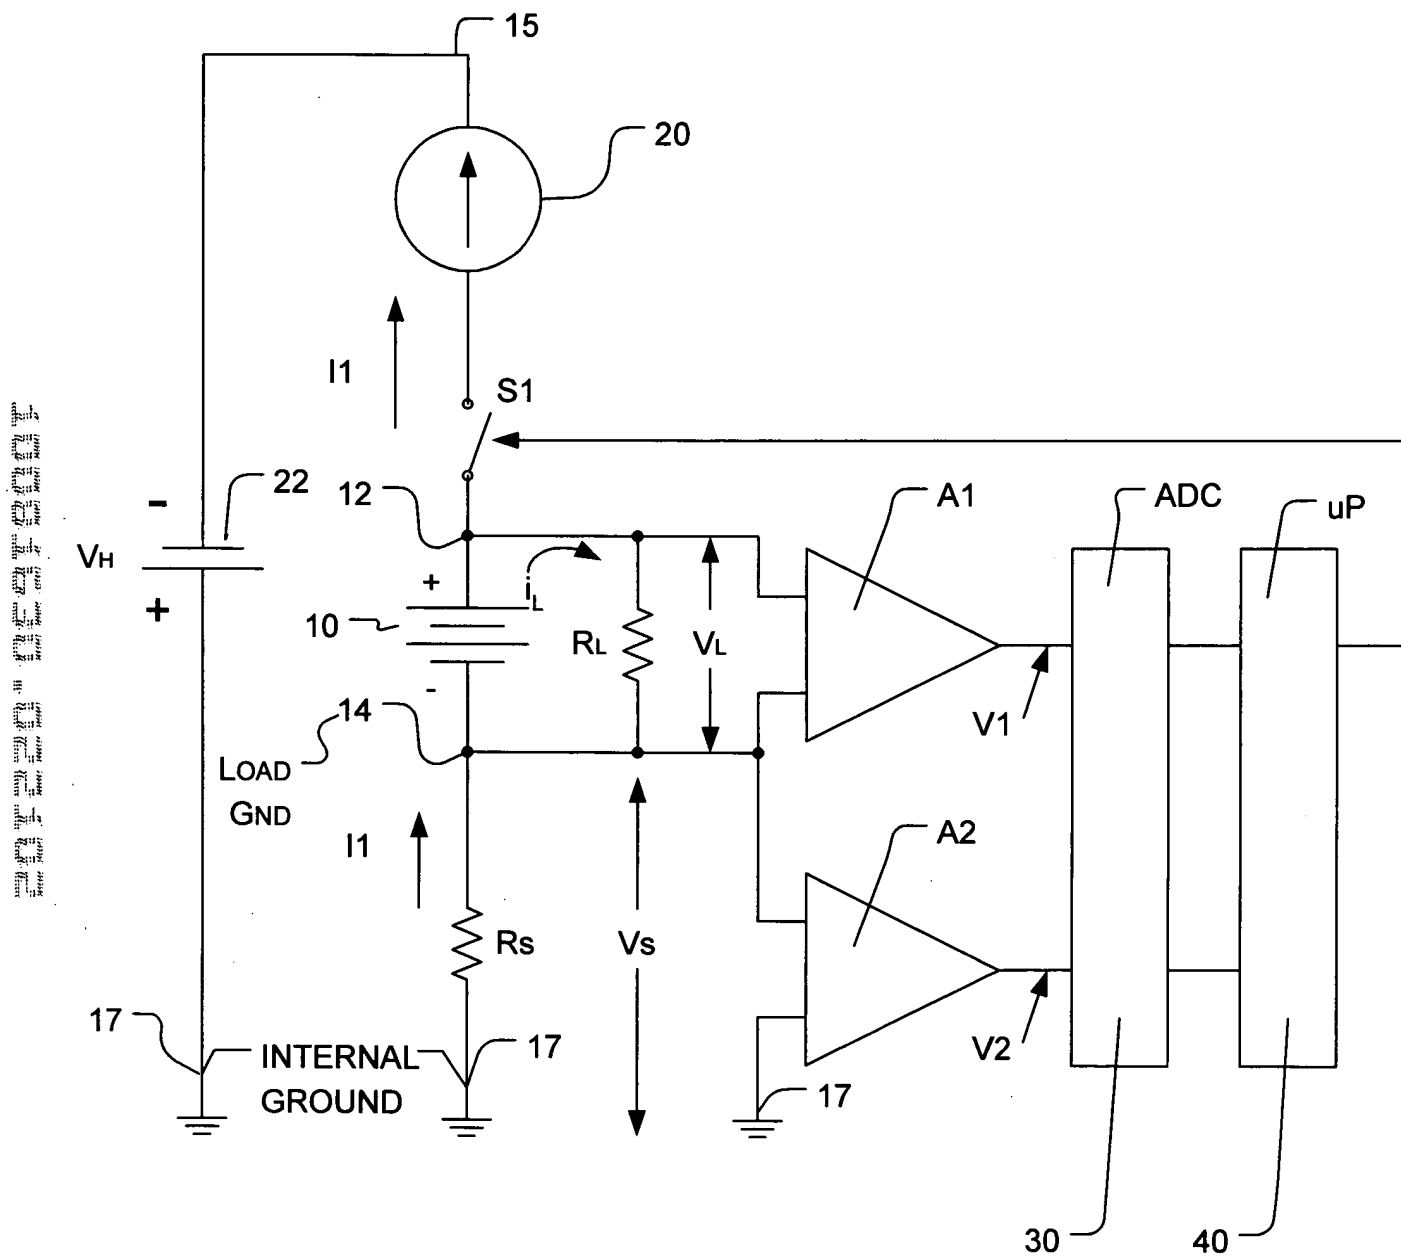 15
20
I1
S1
22
12
A1
ADC
uP
VH
-
+
+
iL
10
RL
VL
-
V1
14
LOAD
GND
I1
A2
Rs
Vs
17
INTERNAL
GROUND
17
17
V2
30
40